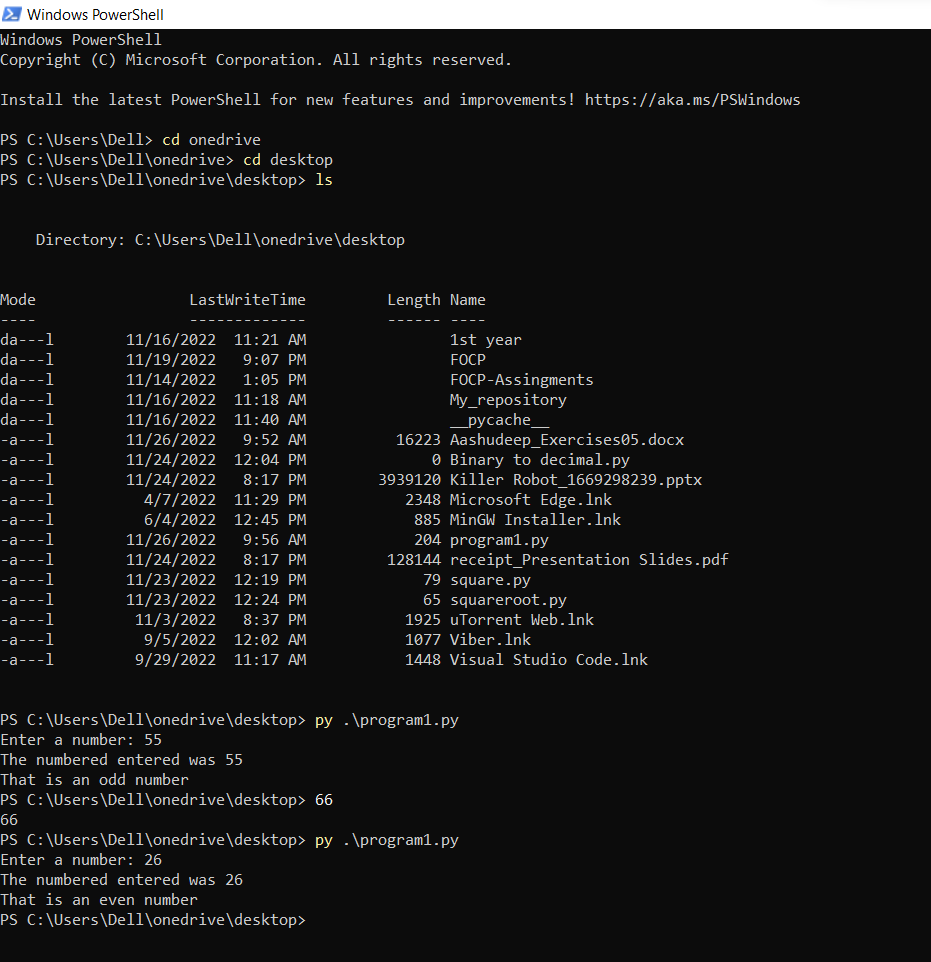 Windows PowerShell
Windows PowerShell
Copyright (C) Microsoft Corporation. All rights reserved.
Install the latest PowerShell for new features and improvements! https://aka.ms/PSWindows
PS C:\Users\Dell> cd onedrive
PS C:\Users\Dell\onedrive> cd desktop
PS C:\Users\Dell\onedrive\desktop> ls
    Directory: C:\Users\Dell\onedrive\desktop
Mode                 LastWriteTime         Length Name
----                 -------------         ------ ----
da---l        11/16/2022  11:21 AM                1st year
da---l        11/19/2022   9:07 PM                FOCP
da---l        11/14/2022   1:05 PM                FOCP-Assingments
da---l        11/16/2022  11:18 AM                My_repository
da---l        11/16/2022  11:40 AM                __pycache__
-a---l        11/26/2022   9:52 AM          16223 Aashudeep_Exercises05.docx
-a---l        11/24/2022  12:04 PM              0 Binary to decimal.py
-a---l        11/24/2022   8:17 PM        3939120 Killer Robot_1669298239.pptx
-a---l          4/7/2022  11:29 PM           2348 Microsoft Edge.lnk
-a---l          6/4/2022  12:45 PM            885 MinGW Installer.lnk
-a---l        11/26/2022   9:56 AM            204 program1.py
-a---l        11/24/2022   8:17 PM         128144 receipt_Presentation Slides.pdf
-a---l        11/23/2022  12:19 PM             79 square.py
-a---l        11/23/2022  12:24 PM             65 squareroot.py
-a---l         11/3/2022   8:37 PM           1925 uTorrent Web.lnk
-a---l          9/5/2022  12:02 AM           1077 Viber.lnk
-a---l         9/29/2022  11:17 AM           1448 Visual Studio Code.lnk
PS C:\Users\Dell\onedrive\desktop> py .\program1.py
Enter a number: 55
The numbered entered was 55
That is an odd number
PS C:\Users\Dell\onedrive\desktop> 66
66
PS C:\Users\Dell\onedrive\desktop> py .\program1.py
Enter a number: 26
The numbered entered was 26
That is an even number
PS C:\Users\Dell\onedrive\desktop>